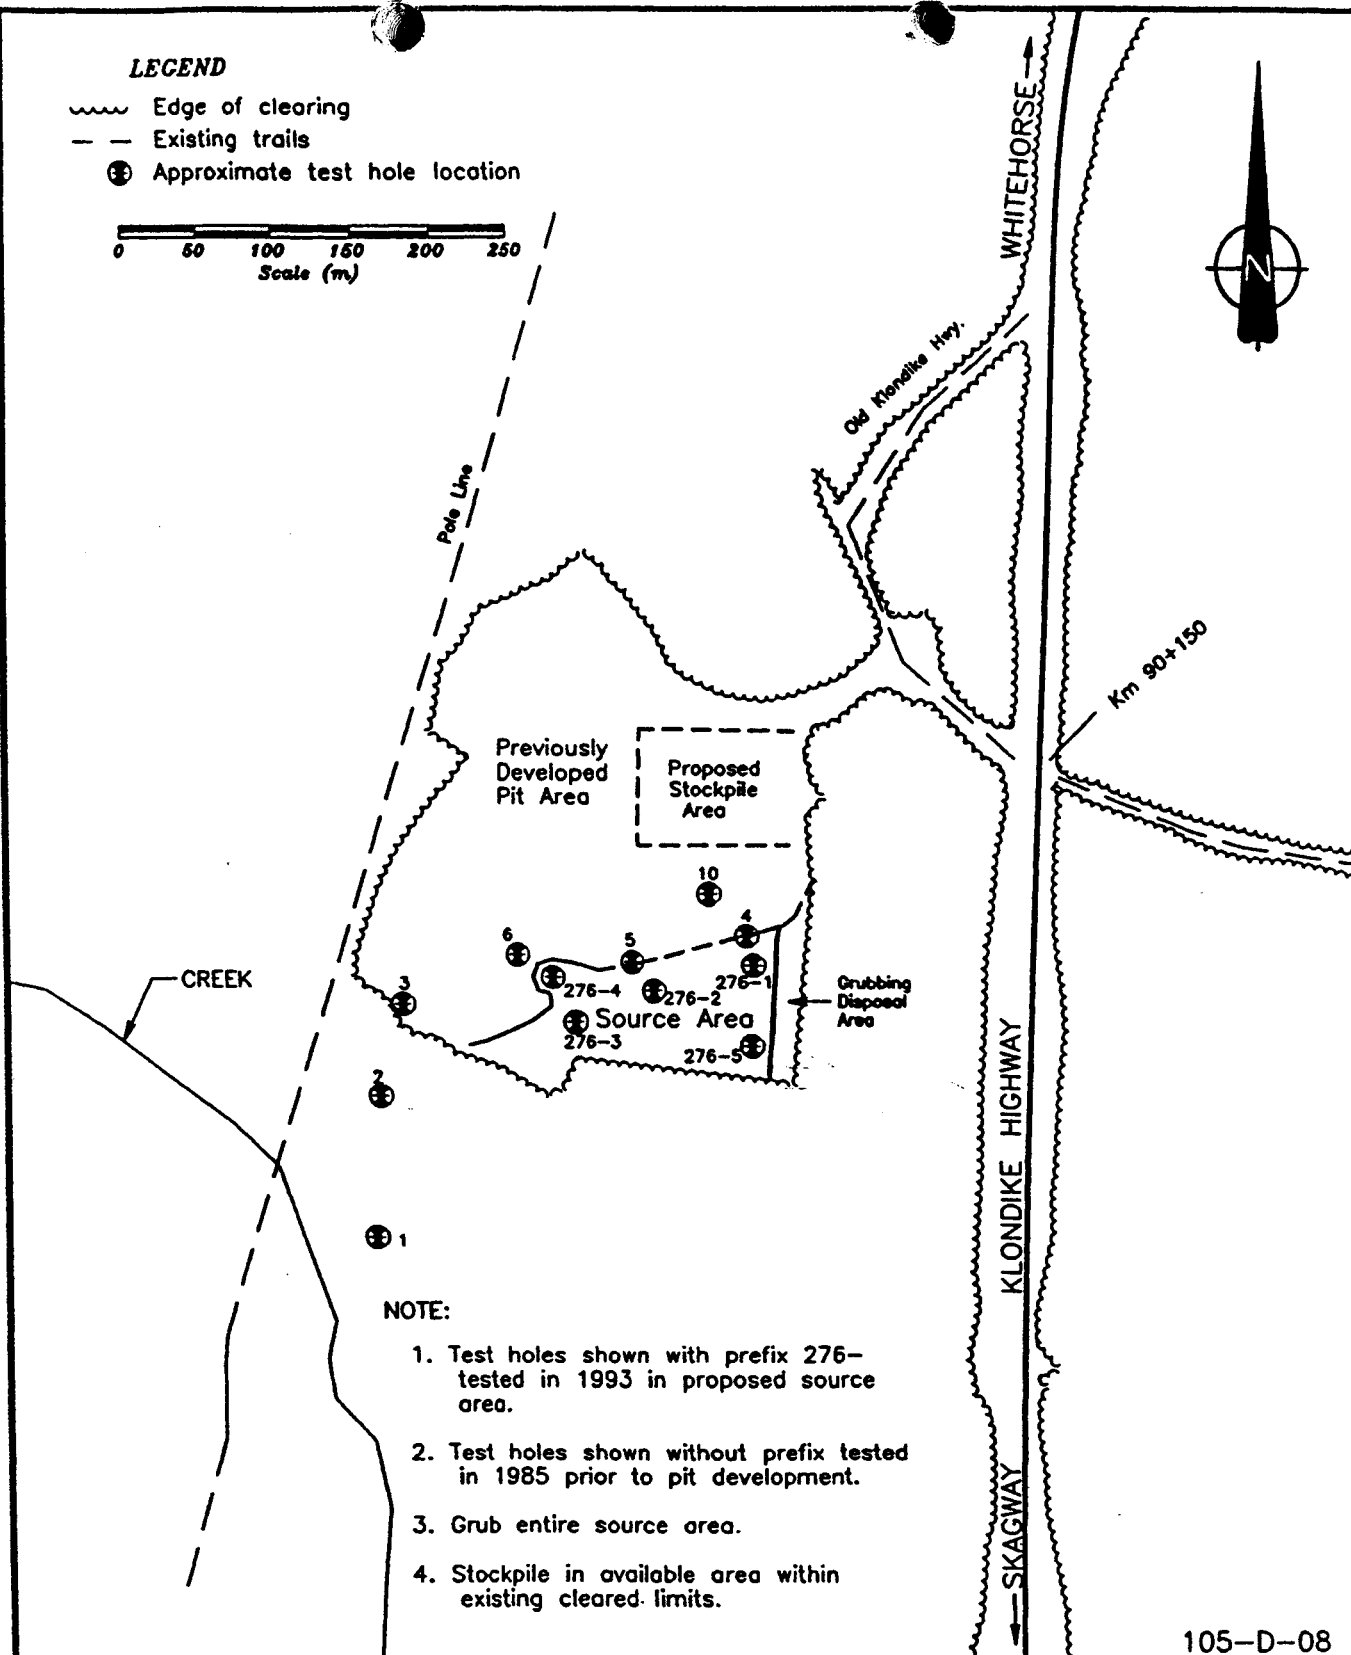 LEGEND
Edge of clearing
Existing trails
Approximate test hole location
0 50 100 150 200 250
Scale (m)
WHITEHORSE
N
Old Klondike Hwy.
Pole Line
Km 90+150
Previously
Developed
Pit Area
Proposed
Stockpile
Area
10
4
6
5
276-1
276-4
276-2
3
CREEK
Grubbing
Disposal
Area
Source Area
276-3
276-5
2
1
KLONDIKE HIGHWAY
SKAGWAY
NOTE:
1. Test holes shown with prefix 276-
tested in 1993 in proposed source
area.
2. Test holes shown without prefix tested
in 1985 prior to pit development.
3. Grub entire source area.
4. Stockpile in available area within
existing cleared limits.
105-D-08